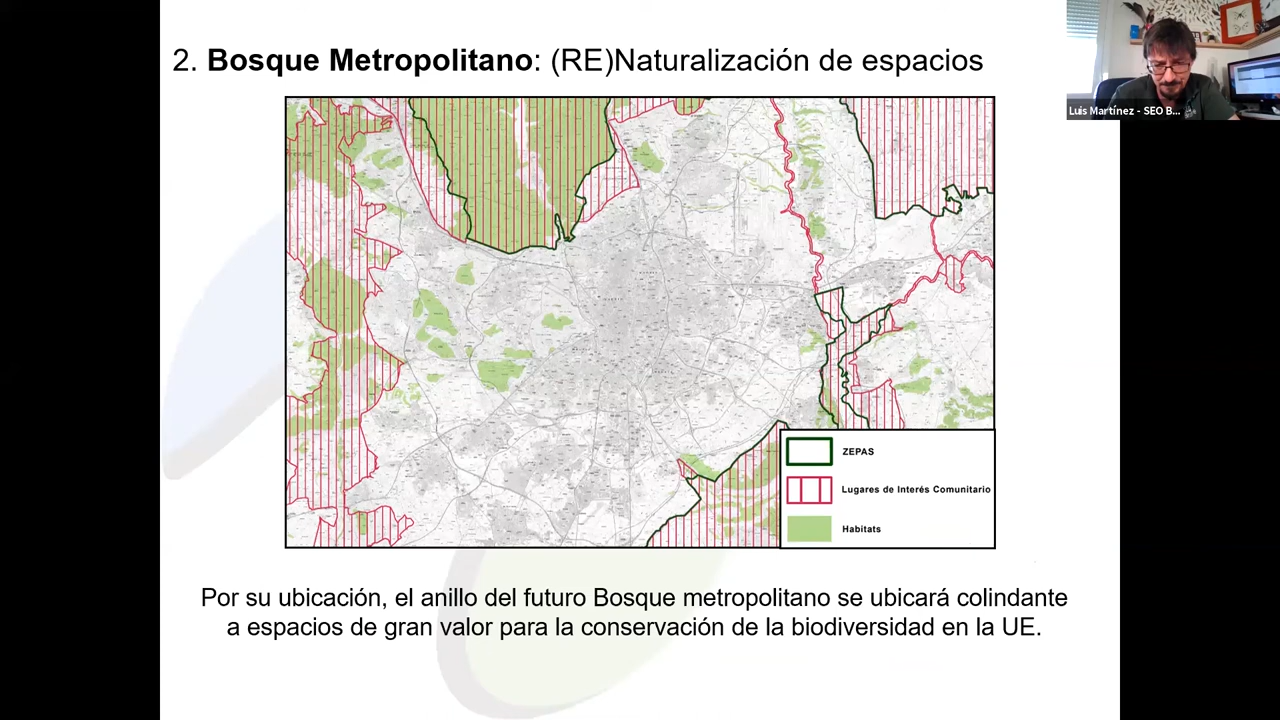 2. Bosque Metropolitano: (RE)Naturalización de espacios
Luis Martínez - SEO B...
ZEPAS
Lugares de Interés Comunitario
Habitats
Por su ubicación, el anillo del futuro Bosque metropolitano se ubicará colindante
a espacios de gran valor para la conservación de la biodiversidad en la UE.